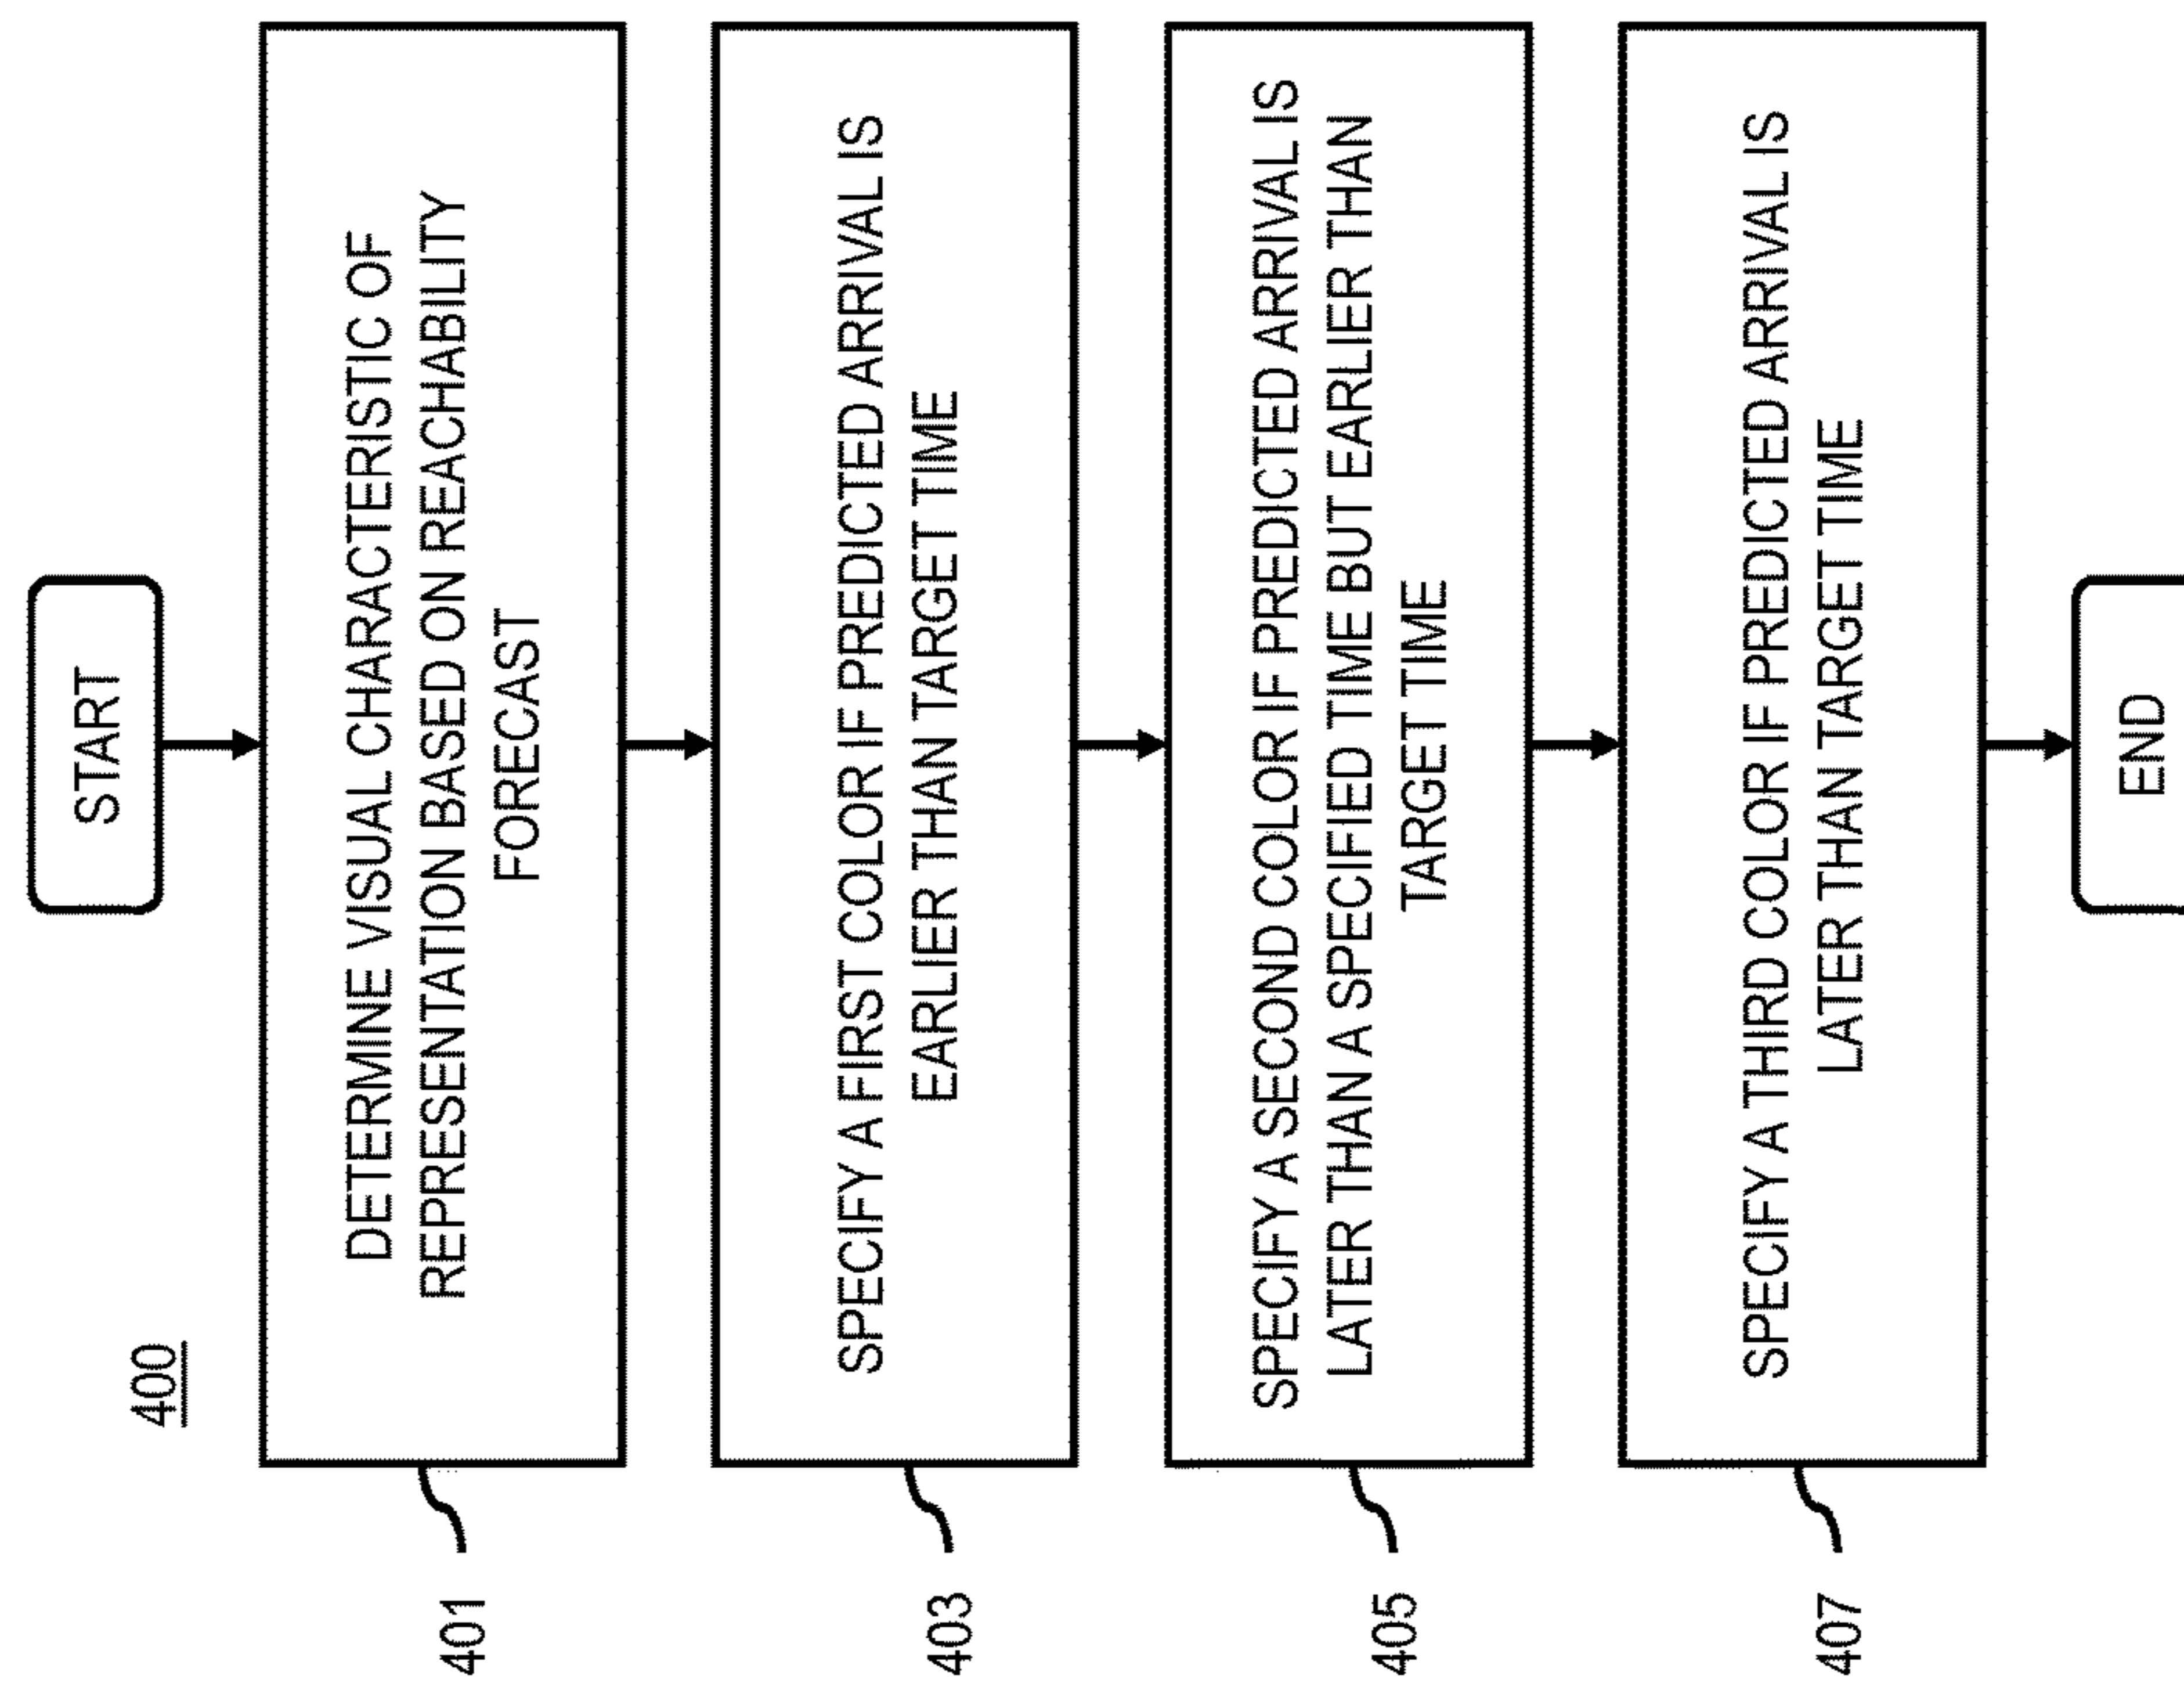 400
START
401
DETERMINE VISUAL CHARACTERISTIC OF
REPRESENTATION BASED ON REACHABILITY
FORECAST
403
SPECIFY A FIRST COLOR IF PREDICTED ARRIVAL IS
EARLIER THAN TARGET TIME
405
SPECIFY A SECOND COLOR IF PREDICTED ARRIVAL IS
LATER THAN A SPECIFIED TIME BUT EARLIER THAN
TARGET TIME
407
SPECIFY A THIRD COLOR IF PREDICTED ARRIVAL IS
LATER THAN TARGET TIME
END